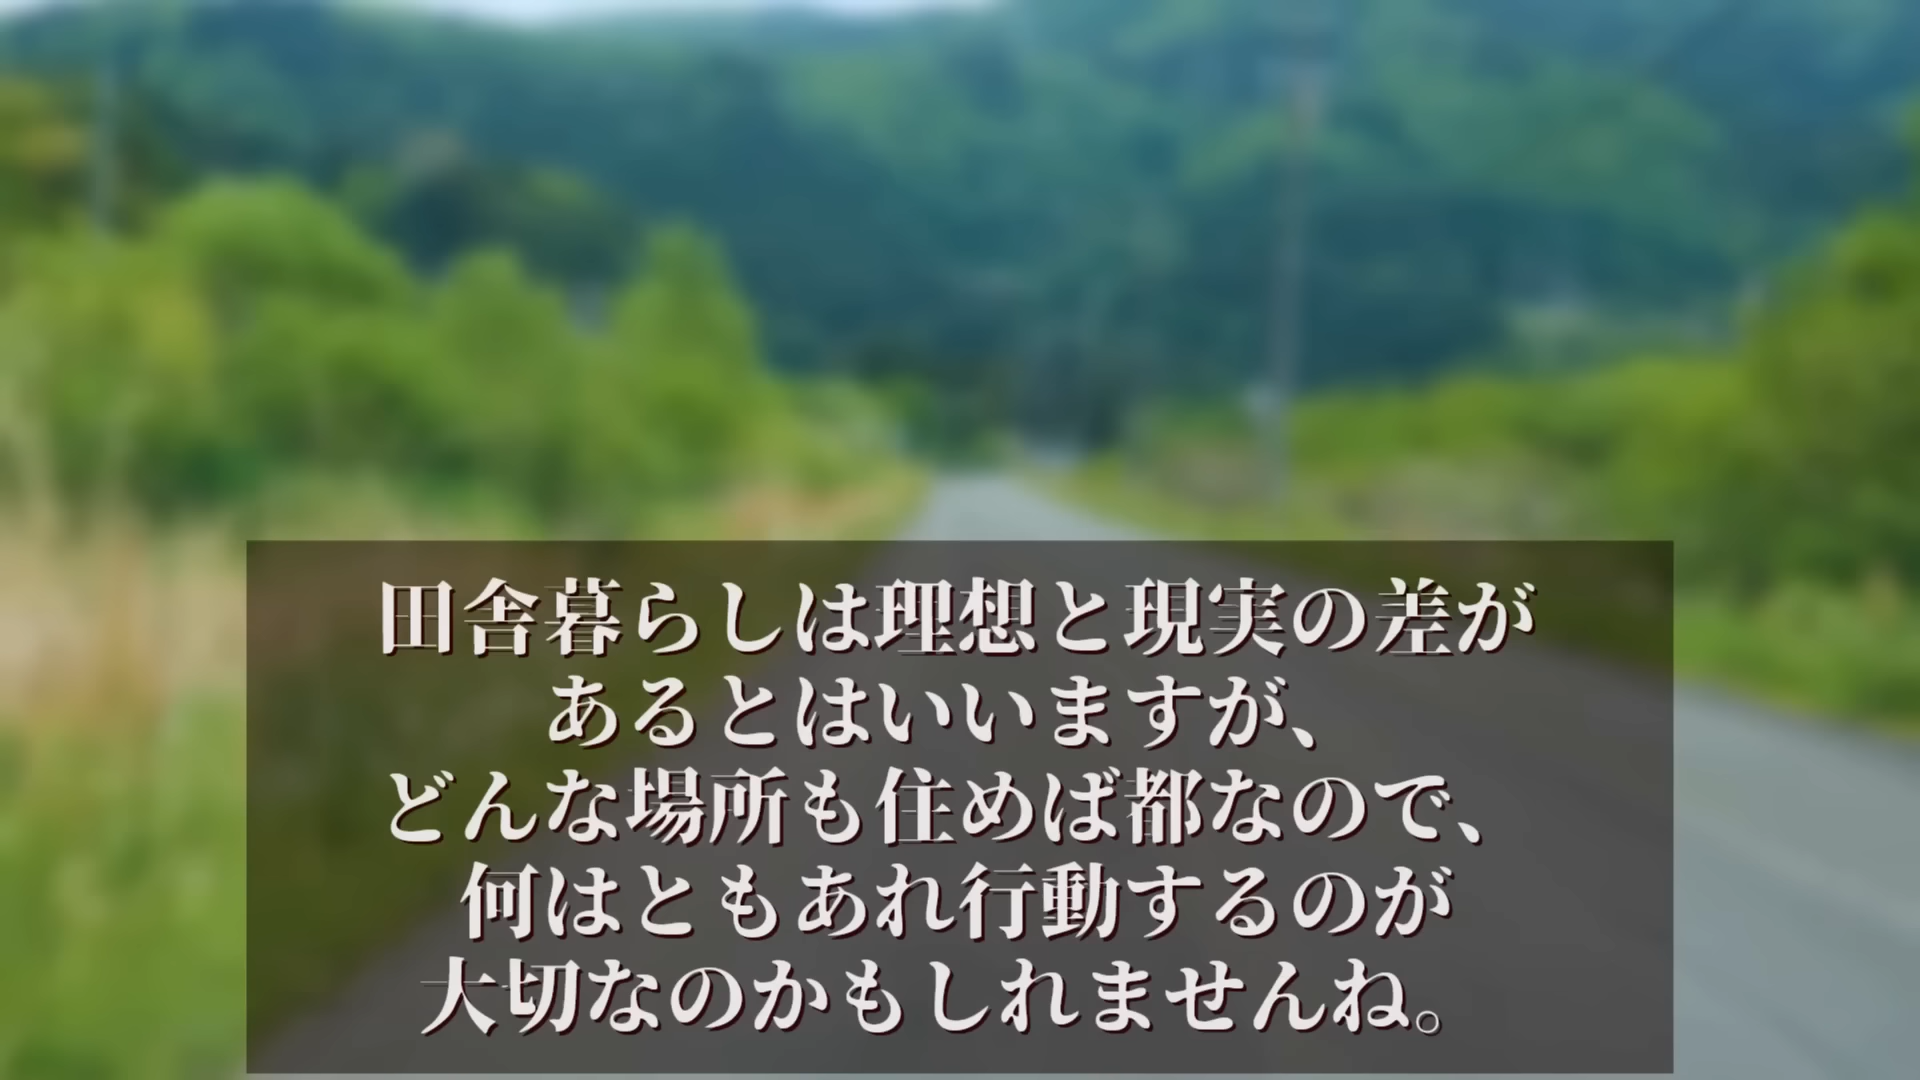 田舎暮らしは理想と現実の差が
あるとはいいますが、
どんな場所も住めば都なので、
何はともあれ行動するのが
大切なのかもしれませんね。